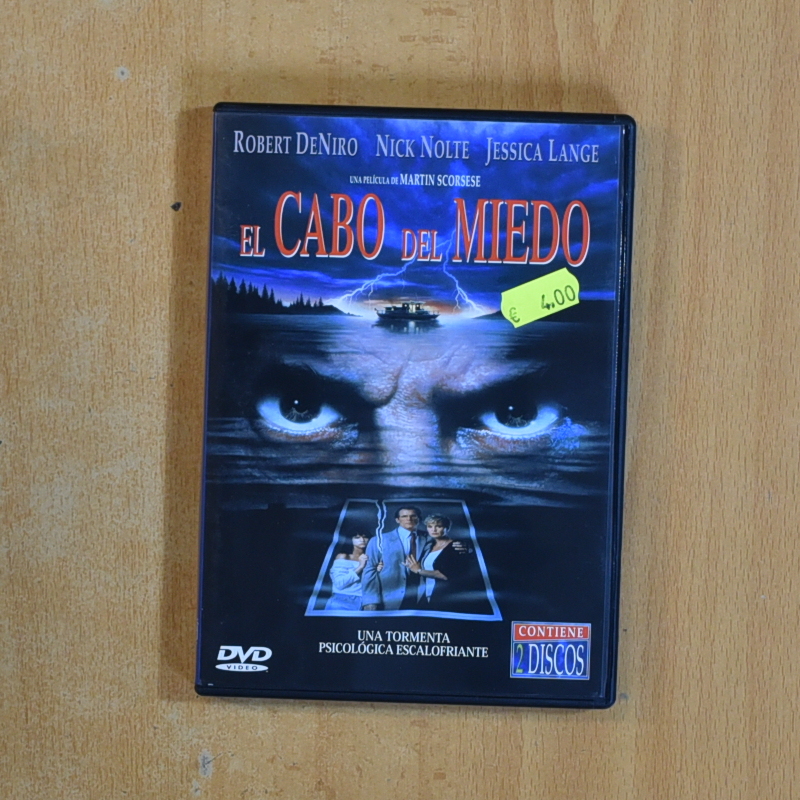 ROBERT DENIRO NICK NOLTE JESSICA LANGE
UNA PELÍCULA DE MARTIN SCORSESE
EL CABO DEL MIEDO
€ 4.00
UNA TORMENTA
PSICOLÓGICA ESCALOFRIANTE
DVD
VIDEO
CONTIENE
2 DISCOS